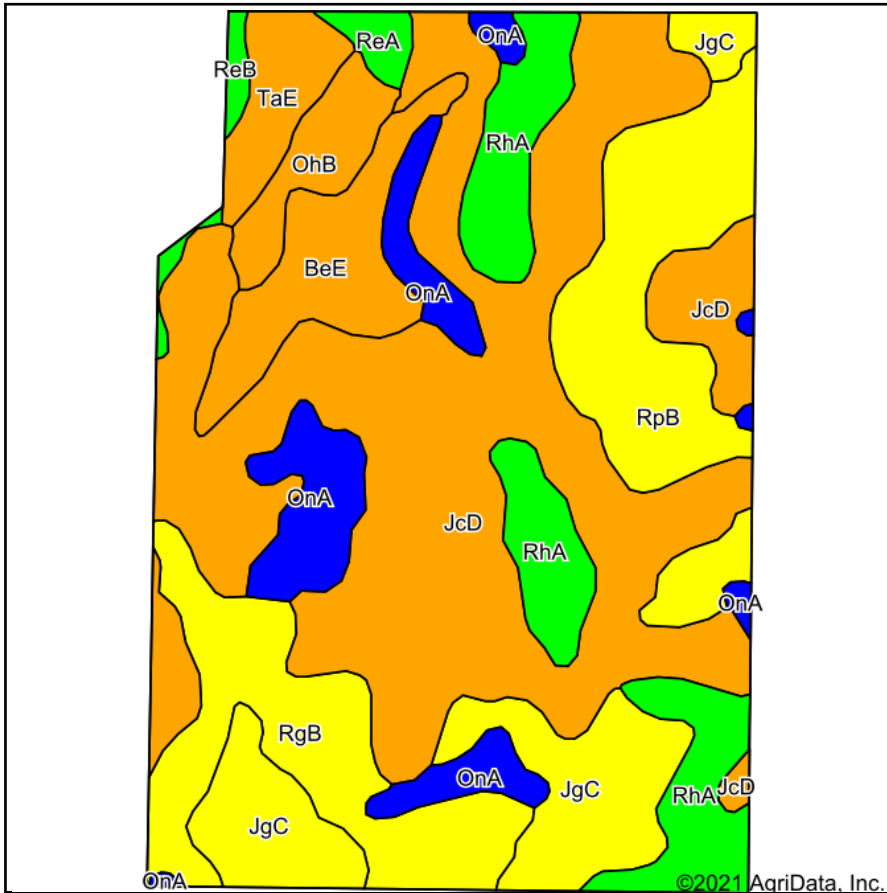 OnA
ReA
JgC
ReB
TaE
RhA
OhB
BeE
OnA
JcD
RpB
OnA
JcD
RhA
OnA
RgB
OnA
JgC
RhA
JcD
JgC
OnA
©2021 AgriData, Inc.